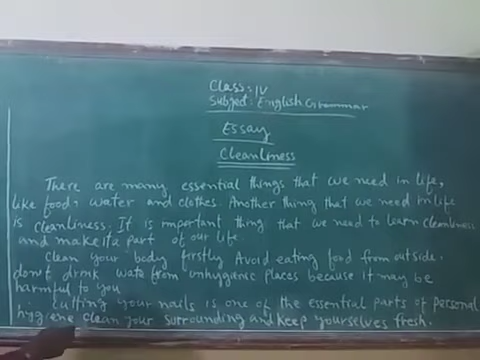 Class:- IV
Subject:- English Grammar
Essay
Cleanliness
There are many essential things that we need in life,
like food, water and clothes. Another thing that we need in life
is cleanliness. It is important thing that we need to learn cleanliness
and make it a part of our life.
Clean your body firstly Avoid eating food from outside.
don't drink wate from unhygienic places because it may be
harmful to you
Cutting your nails is one of the essential parts of personal
hygiene clean your surrounding and keep yourselves fresh.